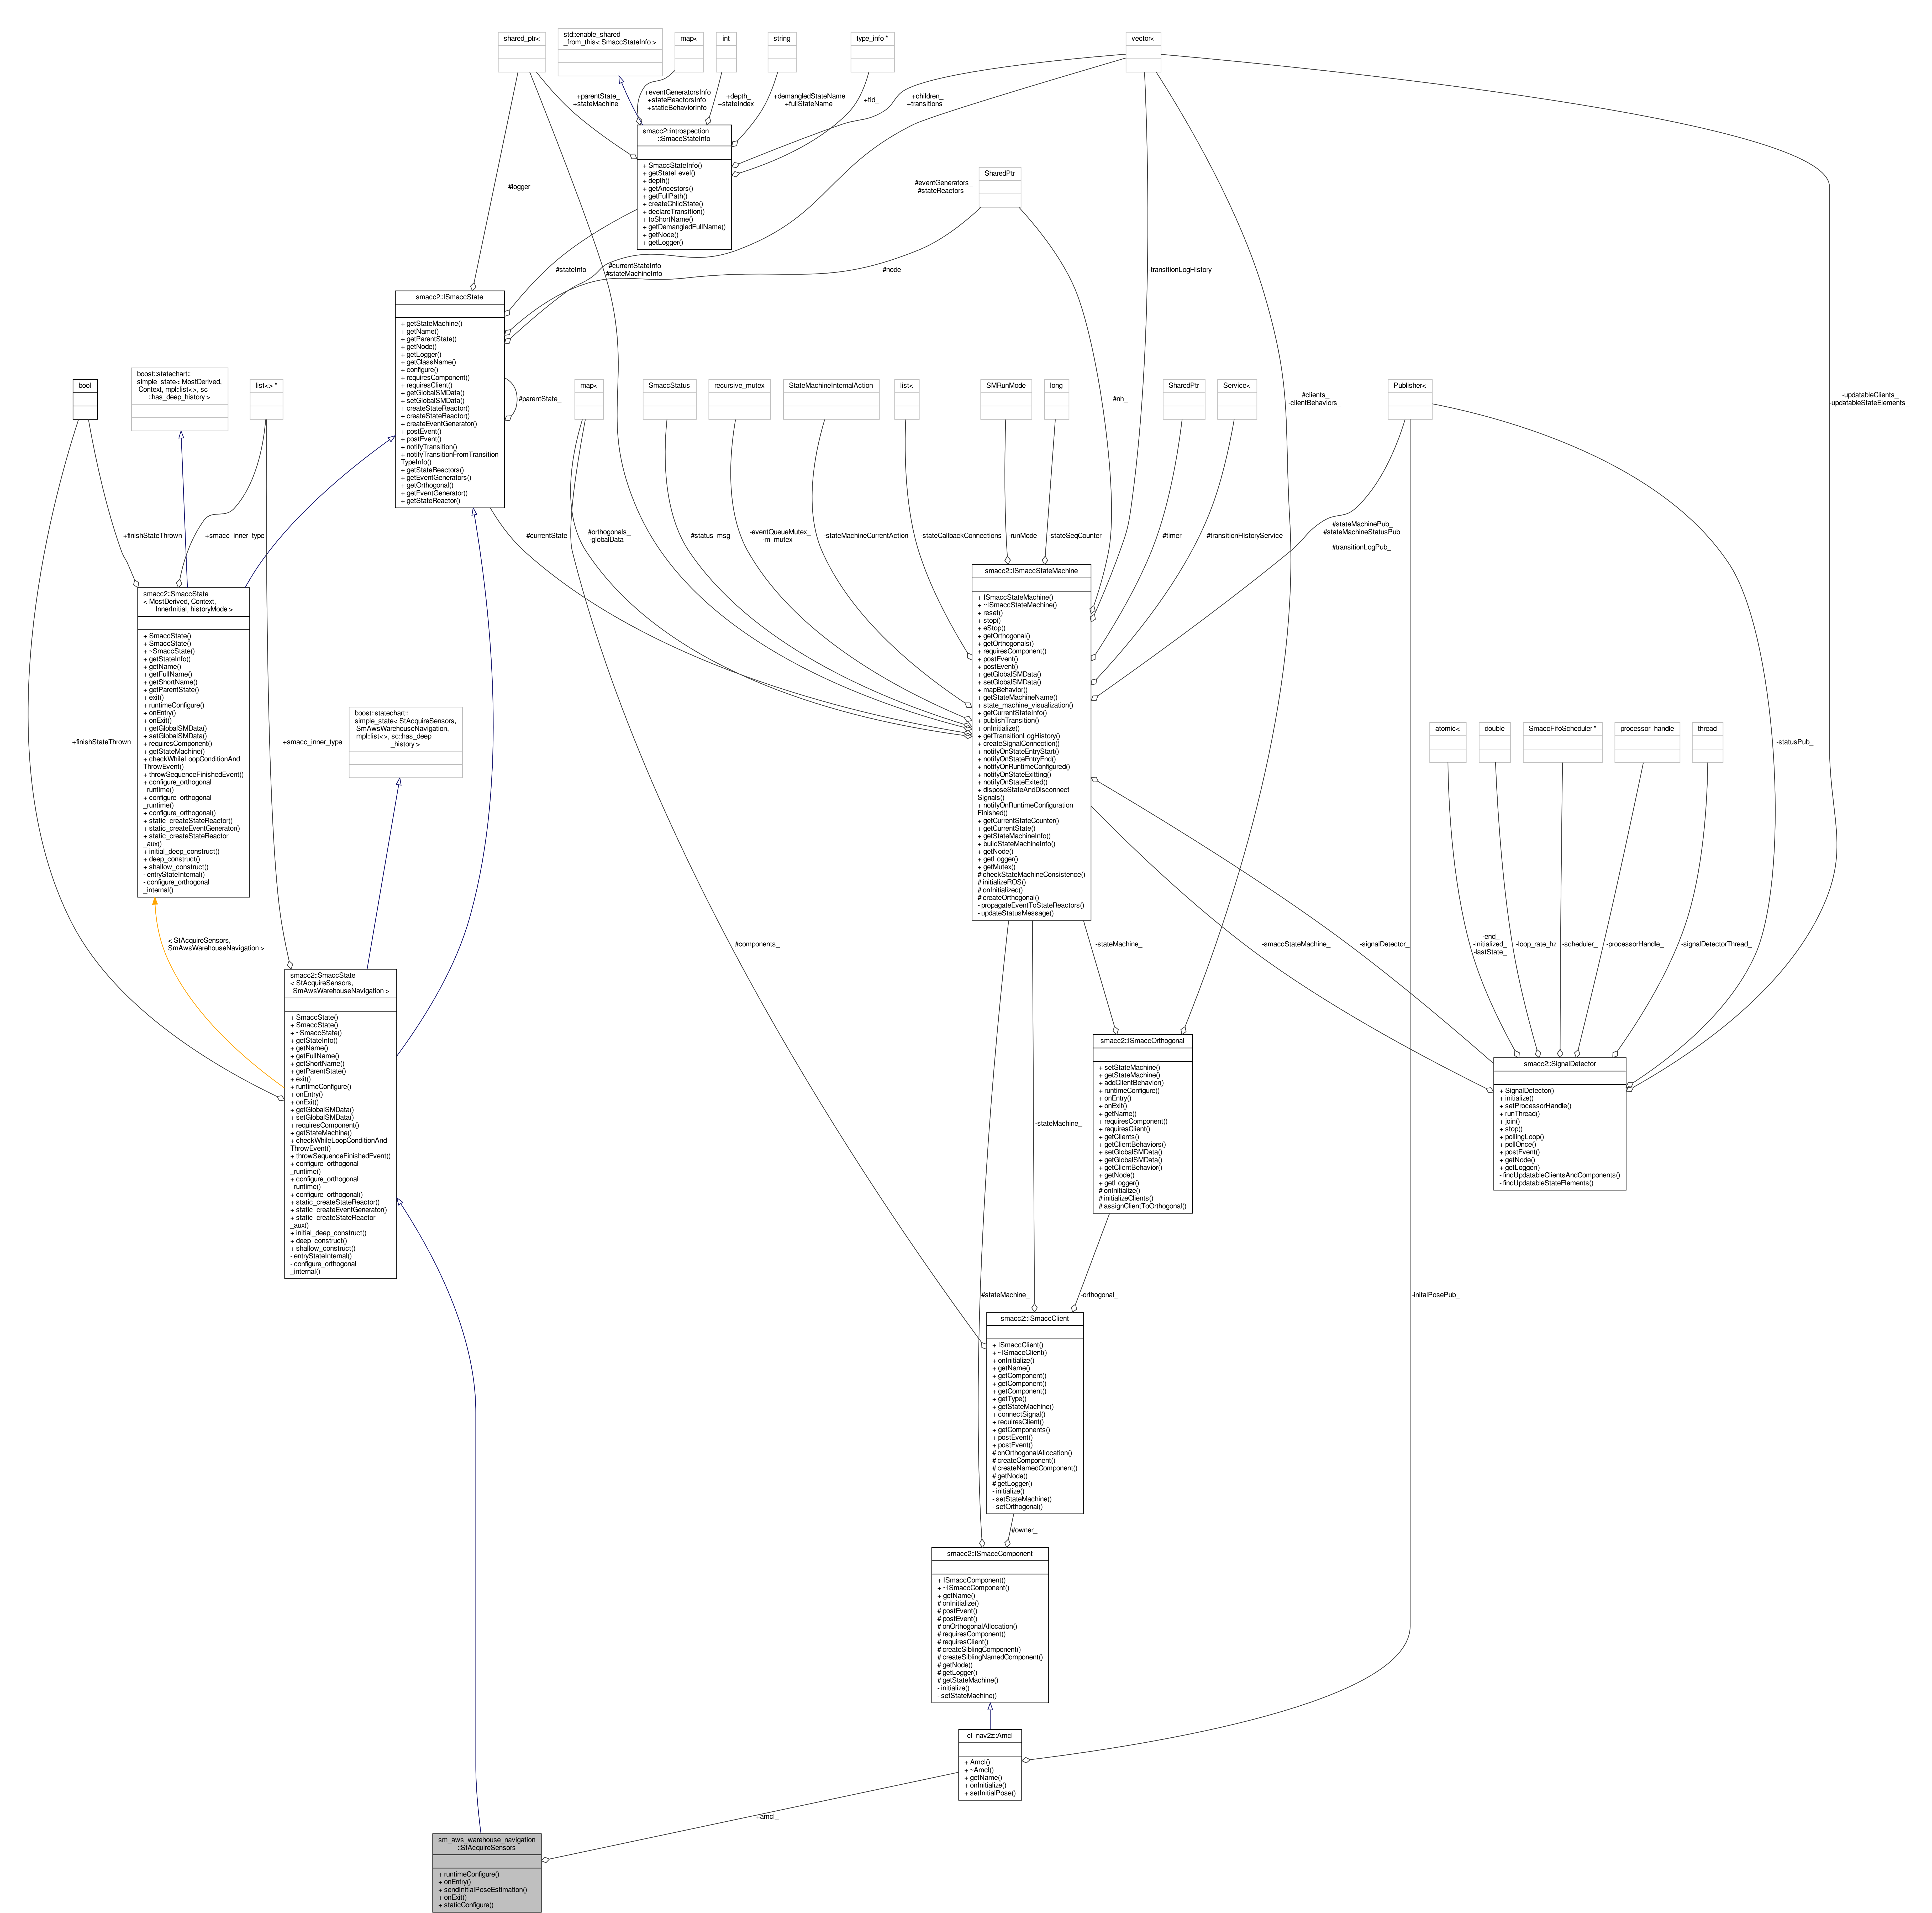 shared_ptr<
std::enable_shared
_from_this< SmaccStateInfo >
map<
int
string
type_info *
vector<
+parentState_
+stateMachine_
+eventGeneratorsInfo
+stateReactorsInfo
+staticBehaviorInfo
+depth_
+stateIndex_
+demangledStateName
+fullStateName
+tid_
+children_
+transitions_
smacc2::introspection
::SmaccStateInfo
+ SmaccStateInfo()
+ getStateLevel()
+ depth()
+ getAncestors()
+ getFullPath()
+ createChildState()
+ declareTransition()
+ toShortName()
+ getDemangledFullName()
+ getNode()
+ getLogger()
#logger_
SharedPtr
#eventGenerators_
#stateReactors_
#stateInfo_
#currentStateInfo_
#stateMachineInfo_
#node_
-transitionLogHistory_
smacc2::ISmaccState
+ getStateMachine()
+ getName()
+ getParentState()
+ getNode()
+ getLogger()
+ getClassName()
+ configure()
+ requiresComponent()
+ requiresClient()
+ getGlobalSMData()
+ setGlobalSMData()
+ createStateReactor()
+ createStateReactor()
+ createEventGenerator()
+ postEvent()
+ postEvent()
+ notifyTransition()
+ notifyTransitionFromTransition
TypeInfo()
+ getStateReactors()
+ getEventGenerators()
+ getOrthogonal()
+ getEventGenerator()
+ getStateReactor()
#parentState_
bool
boost::statechart::
simple_state< MostDerived,
Context, mpl::list<>, sc
::has_deep_history >
list<> *
map<
SmaccStatus
recursive_mutex
StateMachineInternalAction
list<
SMRunMode
long
#nh_
SharedPtr
Service<
#clients_
-clientBehaviors_
Publisher<
-updatableClients_
-updatableStateElements_
+finishStateThrown
+smacc_inner_type
#currentState_
#orthogonals_
-globalData_
#status_msg_
-eventQueueMutex_
-m_mutex_
-stateMachineCurrentAction
-stateCallbackConnections
-runMode_
-stateSeqCounter_
#timer_
#transitionHistoryService_
#stateMachinePub_
#stateMachineStatusPub
_
#transitionLogPub_
smacc2::SmaccState
< MostDerived, Context,
InnerInitial, historyMode >
+ SmaccState()
+ SmaccState()
+ ~SmaccState()
+ getStateInfo()
+ getName()
+ getFullName()
+ getShortName()
+ getParentState()
+ exit()
+ runtimeConfigure()
+ onEntry()
+ onExit()
+ getGlobalSMData()
+ setGlobalSMData()
+ requiresComponent()
+ getStateMachine()
+ checkWhileLoopConditionAnd
ThrowEvent()
+ throwSequenceFinishedEvent()
+ configure_orthogonal
_runtime()
+ configure_orthogonal
_runtime()
+ configure_orthogonal()
+ static_createStateReactor()
+ static_createEventGenerator()
+ static_createStateReactor
_aux()
+ initial_deep_construct()
+ deep_construct()
+ shallow_construct()
- entryStateInternal()
- configure_orthogonal
_internal()
smacc2::ISmaccStateMachine
+ ISmaccStateMachine()
+ ~ISmaccStateMachine()
+ reset()
+ stop()
+ eStop()
+ getOrthogonal()
+ getOrthogonals()
+ requiresComponent()
+ postEvent()
+ postEvent()
+ getGlobalSMData()
+ setGlobalSMData()
+ mapBehavior()
+ getStateMachineName()
+ state_machine_visualization()
+ getCurrentStateInfo()
+ publishTransition()
+ onInitialize()
+ getTransitionLogHistory()
+ createSignalConnection()
+ notifyOnStateEntryStart()
+ notifyOnStateEntryEnd()
+ notifyOnRuntimeConfigured()
+ notifyOnStateExitting()
+ notifyOnStateExited()
+ disposeStateAndDisconnect
Signals()
+ notifyOnRuntimeConfiguration
Finished()
+ getCurrentStateCounter()
+ getCurrentState()
+ getStateMachineInfo()
+ buildStateMachineInfo()
+ getNode()
+ getLogger()
+ getMutex()
# checkStateMachineConsistence()
# initializeROS()
# onInitialized()
# createOrthogonal()
- propagateEventToStateReactors()
- updateStatusMessage()
+finishStateThrown
+smacc_inner_type
boost::statechart::
simple_state< StAcquireSensors,
SmAwsWarehouseNavigation,
mpl::list<>, sc::has_deep
_history >
-statusPub_
atomic<
double
SmaccFifoScheduler *
processor_handle
thread
< StAcquireSensors,
SmAwsWarehouseNavigation >
#components_
-stateMachine_
-smaccStateMachine_
-signalDetector_
-end_
-initialized_
-lastState_
-loop_rate_hz
-scheduler_
-processorHandle_
-signalDetectorThread_
smacc2::SmaccState
< StAcquireSensors,
SmAwsWarehouseNavigation >
+ SmaccState()
+ SmaccState()
+ ~SmaccState()
+ getStateInfo()
+ getName()
+ getFullName()
+ getShortName()
+ getParentState()
+ exit()
+ runtimeConfigure()
+ onEntry()
+ onExit()
+ getGlobalSMData()
+ setGlobalSMData()
+ requiresComponent()
+ getStateMachine()
+ checkWhileLoopConditionAnd
ThrowEvent()
+ throwSequenceFinishedEvent()
+ configure_orthogonal
_runtime()
+ configure_orthogonal
_runtime()
+ configure_orthogonal()
+ static_createStateReactor()
+ static_createEventGenerator()
+ static_createStateReactor
_aux()
+ initial_deep_construct()
+ deep_construct()
+ shallow_construct()
- entryStateInternal()
- configure_orthogonal
_internal()
smacc2::ISmaccOrthogonal
+ setStateMachine()
+ getStateMachine()
+ addClientBehavior()
+ runtimeConfigure()
+ onEntry()
+ onExit()
+ getName()
+ requiresComponent()
+ requiresClient()
+ getClients()
+ getClientBehaviors()
+ setGlobalSMData()
+ getGlobalSMData()
+ getClientBehavior()
+ getNode()
+ getLogger()
# onInitialize()
# initializeClients()
# assignClientToOrthogonal()
smacc2::SignalDetector
+ SignalDetector()
+ initialize()
+ setProcessorHandle()
+ runThread()
+ join()
+ stop()
+ pollingLoop()
+ pollOnce()
+ postEvent()
+ getNode()
+ getLogger()
- findUpdatableClientsAndComponents()
- findUpdatableStateElements()
-stateMachine_
#stateMachine_
-orthogonal_
-initalPosePub_
smacc2::ISmaccClient
+ ISmaccClient()
+ ~ISmaccClient()
+ onInitialize()
+ getName()
+ getComponent()
+ getComponent()
+ getComponent()
+ getType()
+ getStateMachine()
+ connectSignal()
+ requiresClient()
+ getComponents()
+ postEvent()
+ postEvent()
# onOrthogonalAllocation()
# createComponent()
# createNamedComponent()
# getNode()
# getLogger()
- initialize()
- setStateMachine()
- setOrthogonal()
#owner_
smacc2::ISmaccComponent
+ ISmaccComponent()
+ ~ISmaccComponent()
+ getName()
# onInitialize()
# postEvent()
# postEvent()
# onOrthogonalAllocation()
# requiresComponent()
# requiresClient()
# createSiblingComponent()
# createSiblingNamedComponent()
# getNode()
# getLogger()
# getStateMachine()
- initialize()
- setStateMachine()
cl_nav2z::Amcl
+ Amcl()
+ ~Amcl()
+ getName()
+ onInitialize()
+ setInitialPose()
+amcl_
sm_aws_warehouse_navigation
::StAcquireSensors
+ runtimeConfigure()
+ onEntry()
+ sendInitialPoseEstimation()
+ onExit()
+ staticConfigure()